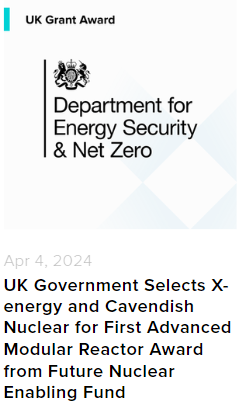 UK Grant Award
Department for
Energy Security
& Net Zero
Apr 4, 2024
UK Government Selects X-
energy and Cavendish
Nuclear for First Advanced
Modular Reactor Award
from Future Nuclear
Enabling Fund